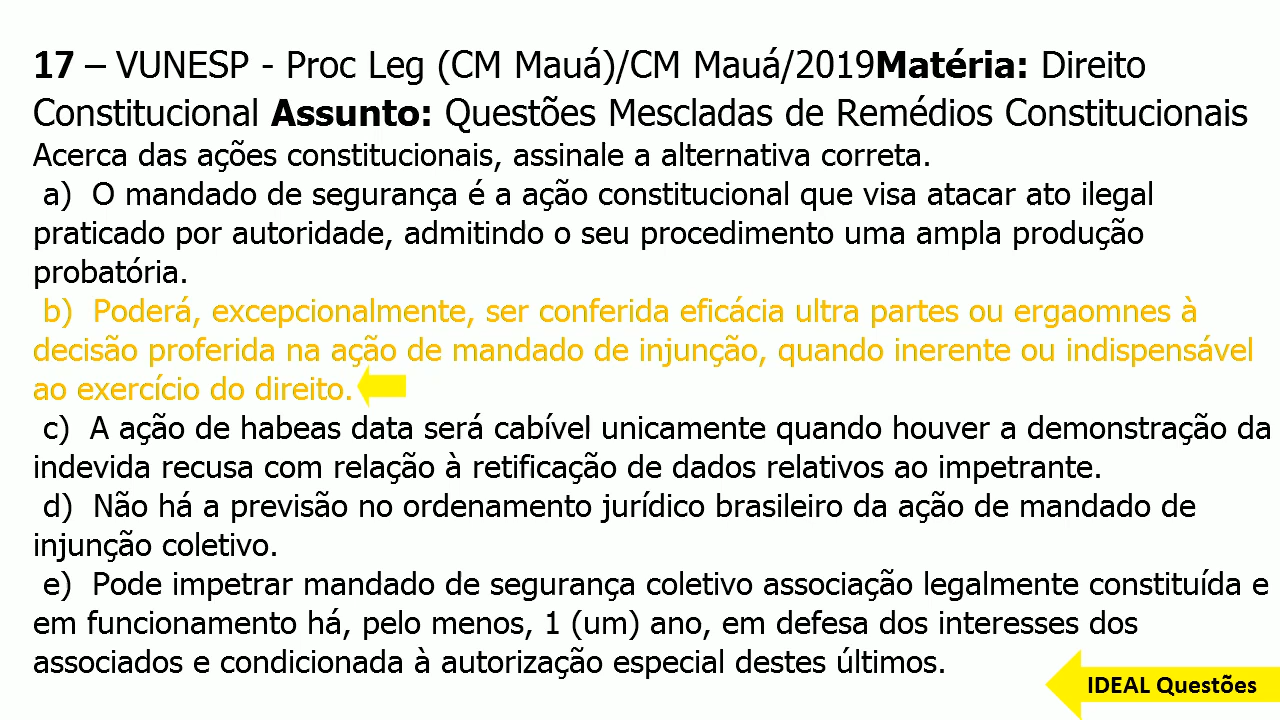 17 – VUNESP - Proc Leg (CM Mauá)/CM Mauá/2019Matéria: Direito
Constitucional Assunto: Questões Mescladas de Remédios Constitucionais
Acerca das ações constitucionais, assinale a alternativa correta.
a) O mandado de segurança é a ação constitucional que visa atacar ato ilegal
praticado por autoridade, admitindo o seu procedimento uma ampla produção
probatória.
b) Poderá, excepcionalmente, ser conferida eficácia ultra partes ou ergaomnes à
decisão proferida na ação de mandado de injunção, quando inerente ou indispensável
ao exercício do direito.
c) A ação de habeas data será cabível unicamente quando houver a demonstração da
indevida recusa com relação à retificação de dados relativos ao impetrante.
d) Não há a previsão no ordenamento jurídico brasileiro da ação de mandado de
injunção coletivo.
e) Pode impetrar mandado de segurança coletivo associação legalmente constituída e
em funcionamento há, pelo menos, 1 (um) ano, em defesa dos interesses dos
associados e condicionada à autorização especial destes últimos.
IDEAL Questões